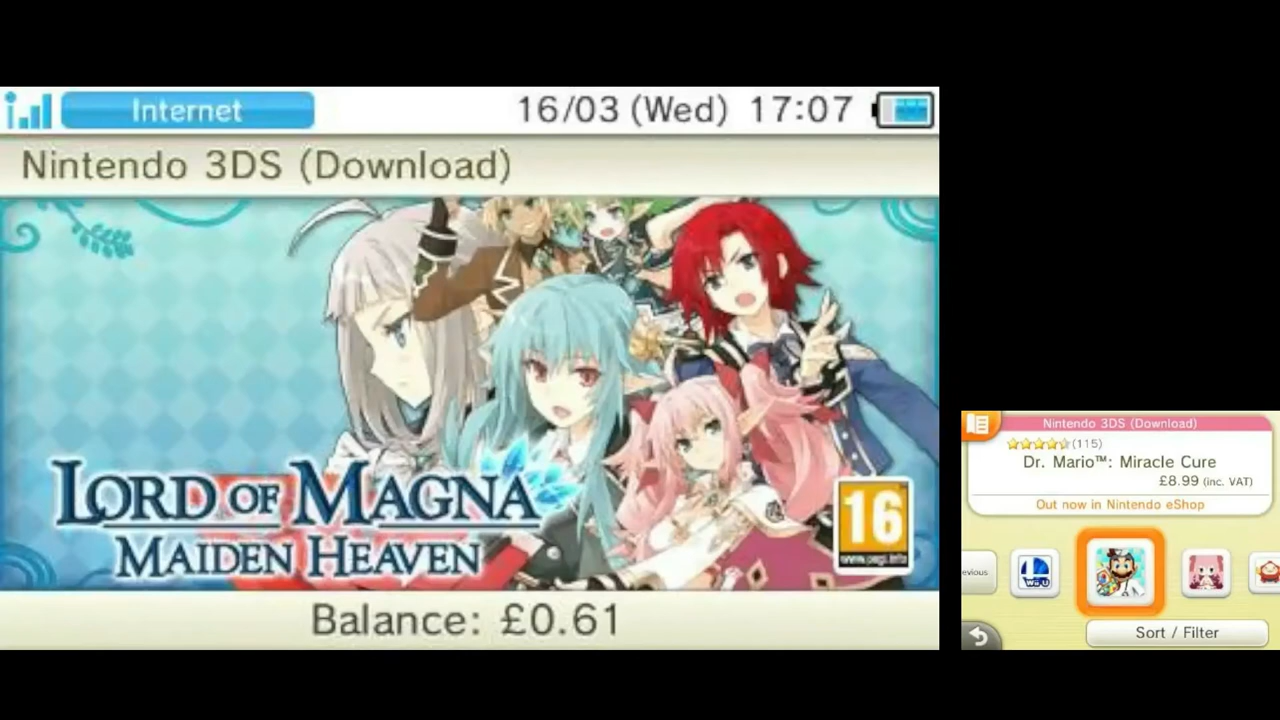 Internet
16/03 (Wed) 17:07
Nintendo 3DS (Download)
LORD OF MAGNA
MAIDEN HEAVEN
16
www.pegi.info
Balance: £0.61
Nintendo 3DS (Download)
(115)
Dr. Mario™: Miracle Cure
£8.99 (inc. VAT)
Out now in Nintendo eShop
evious
Wii U
Sort / Filter